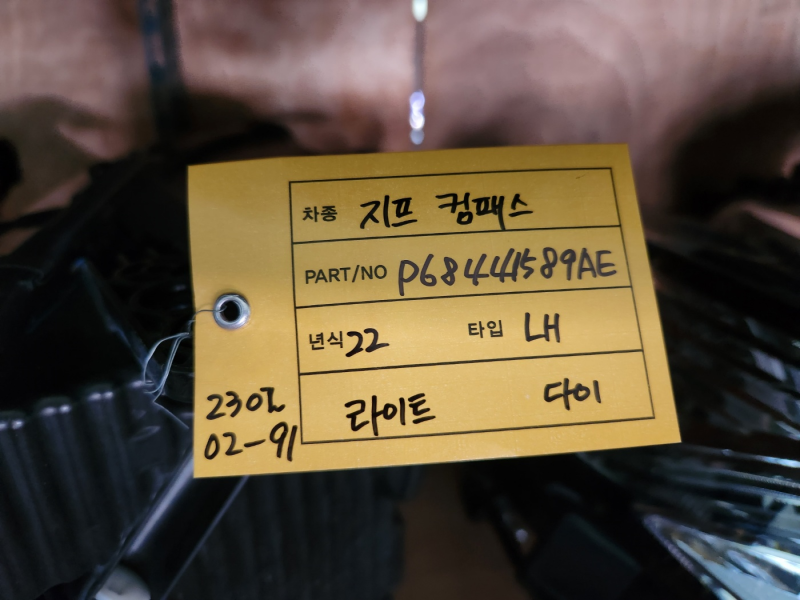 차종 지프 컴패스
PART/NO P68441589AE
년식 22 타입 LH
라이트 다이
02-91